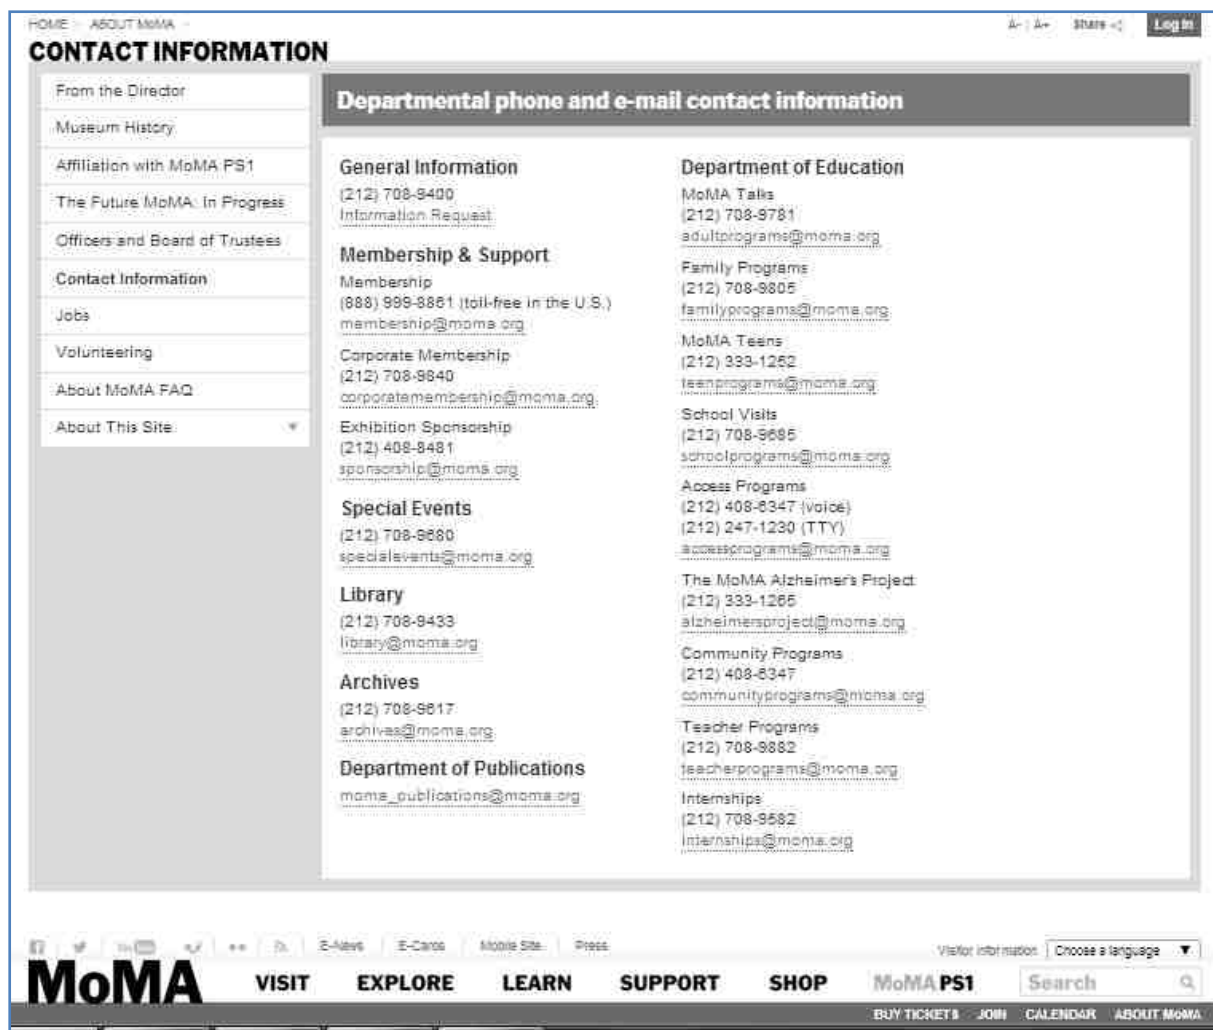 HOME ABOUT MoMA
A- A+ Share Log In
CONTACT INFORMATION
From the Director
Museum History
Affiliation with MoMA PS1
The Future MoMA: In Progress
Officers and Board of Trustees
Contact Information
Jobs
Volunteering
About MoMA FAQ
About This Site
Departmental phone and e-mail contact information
General Information
(212) 708-9400
Information Request
Membership & Support
Membership
(888) 999-8861 (toll-free in the U.S.)
membership@moma.org
Corporate Membership
(212) 708-9840
corporatemembership@moma.org
Exhibition Sponsorship
(212) 408-8481
sponsorship@moma.org
Special Events
(212) 708-9680
specialevents@moma.org
Library
(212) 708-9433
library@moma.org
Archives
(212) 708-9617
archives@moma.org
Department of Publications
moma_publications@moma.org
Department of Education
MoMA Talks
(212) 708-9781
adultprograms@moma.org
Family Programs
(212) 708-9805
familyprograms@moma.org
MoMA Teens
(212) 333-1262
teenprograms@moma.org
School Visits
(212) 708-9685
schoolprograms@moma.org
Access Programs
(212) 408-6347 (voice)
(212) 247-1230 (TTY)
accessprograms@moma.org
The MoMA Alzheimer's Project
(212) 333-1265
alzheimersproject@moma.org
Community Programs
(212) 408-6347
communityprograms@moma.org
Teacher Programs
(212) 708-9882
teacherprograms@moma.org
Internships
(212) 708-9582
internships@moma.org
E-News E-Cards Mobile Site Press
Visitor information Choose a language
MoMA VISIT EXPLORE LEARN SUPPORT SHOP MoMA PS1 Search
BUY TICKETS JOIN CALENDAR ABOUT MoMA